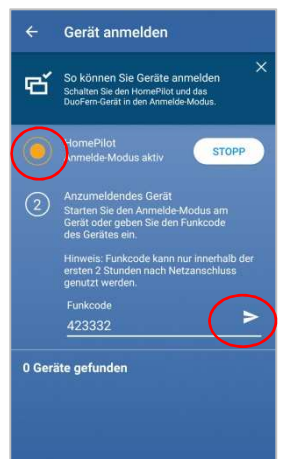 Gerät anmelden
So können Sie Geräte anmelden
Schalten Sie den HomePilot und das
DuoFern-Gerät in den Anmelde-Modus.
HomePilot
Anmelde-Modus aktiv
STOPP
2
Anzumeldendes Gerät
Starten Sie den Anmelde-Modus am
Gerät oder geben Sie den Funkcode
des Gerätes ein.
Hinweis: Funkcode kann nur innerhalb der
ersten 2 Stunden nach Netzanschluss
genutzt werden.
Funkcode
423332
0 Geräte gefunden